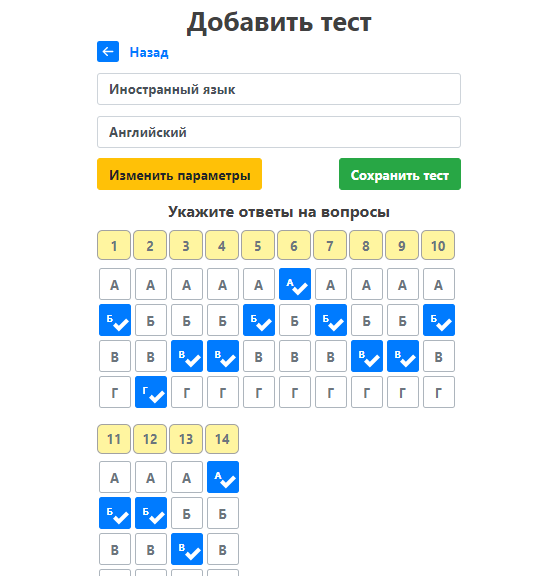 Добавить тест
Назад
Иностранный язык
Английский
Изменить параметры Сохранить тест
Укажите ответы на вопросы
1 2 3 4 5 6 7 8 9 10
А А А А А А А А А А
Б Б Б Б Б Б Б Б Б Б
В В В В В В В В В В
Г Г Г Г Г Г Г Г Г Г
11 12 13 14
А А А А
Б Б Б Б
В В В В